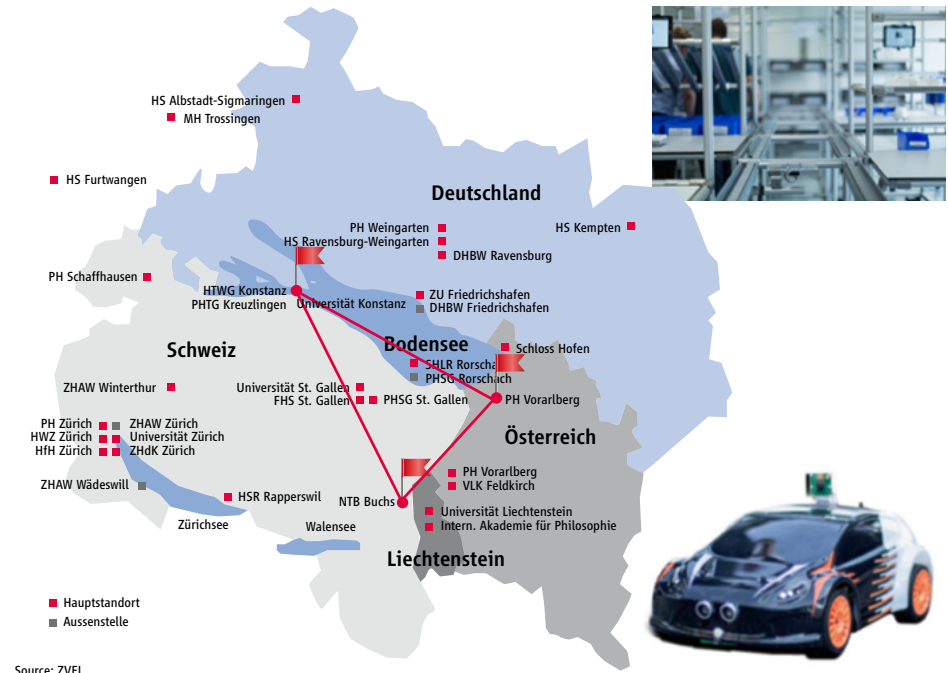 HS Albstadt-Sigmaringen
MH Trossingen
HS Furtwangen
Deutschland
PH Weingarten
HS Kempten
HS Ravensburg-Weingarten
DHBW Ravensburg
PH Schaffhausen
HTWG Konstanz
ZU Friedrichshafen
PHTG Kreuzlingen
Universität Konstanz
DHBW Friedrichshafen
Bodensee
Schweiz
Schloss Hofen
SHLR Rorscha
PHSG Rorschach
ZHAW Winterthur
Universität St. Gallen
FHS St. Gallen
PHSG St. Gallen
PH Vorarlberg
PH Zürich
ZHAW Zürich
HWZ Zürich
Universität Zürich
HfH Zürich
ZHdK Zürich
Österreich
PH Vorarlberg
VLK Feldkirch
ZHAW Wädeswill
HSR Rapperswil
NTB Buchs
Universität Liechtenstein
Intern. Akademie für Philosophie
Zürichsee
Walensee
Liechtenstein
Hauptstandort
Aussenstelle
Source: ZVEI